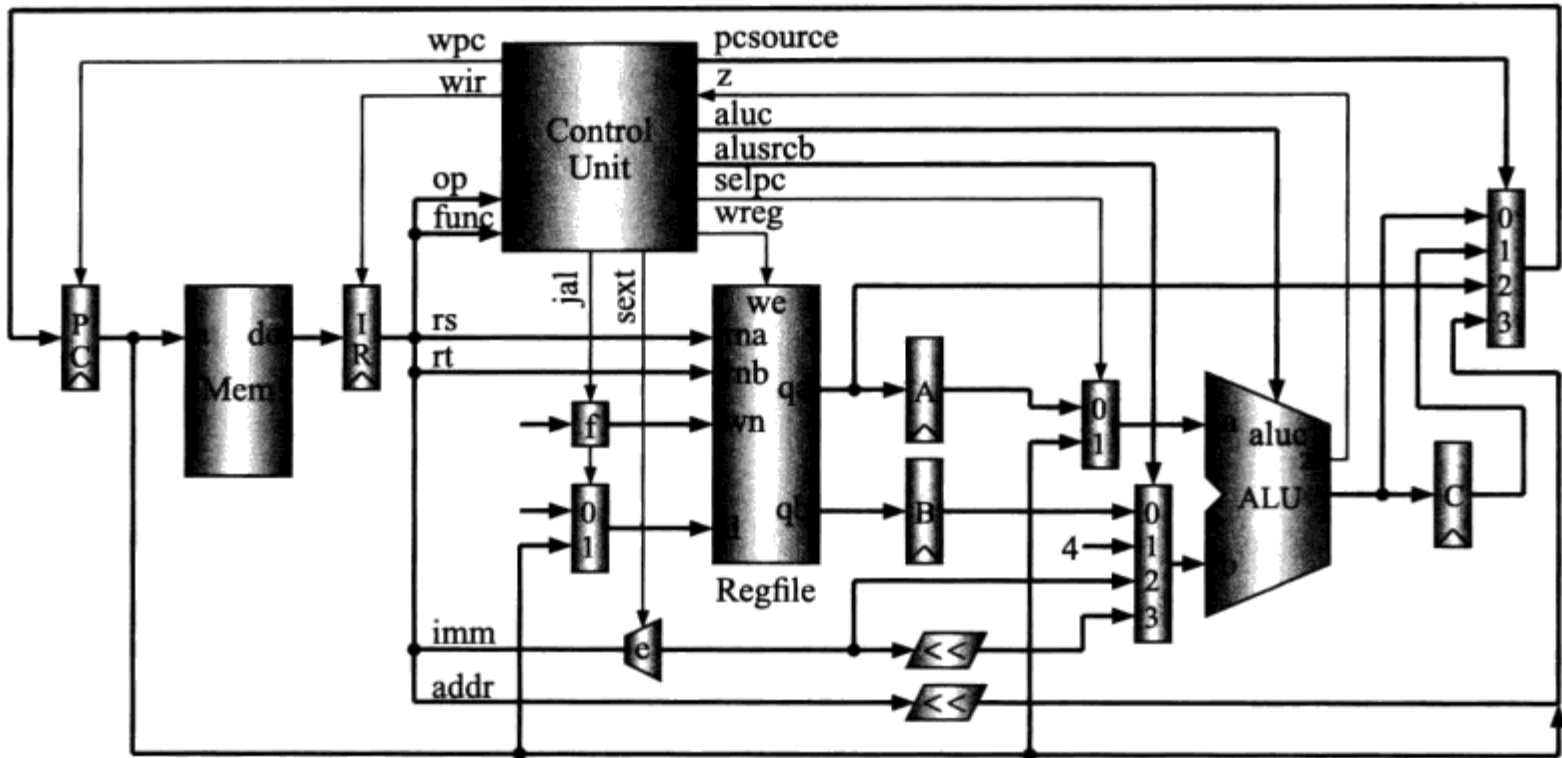 wpc
pcsource
wir
z
aluc
Control
Unit
alusrcb
op
selpc
func
wreg
jal
sext
0
1
2
3
we
P
C
a
do
Mem
I
R
rs
rt
na
nb
wn
qa
A
0
1
f
0
1
qb
B
Regfile
0
4
1
2
3
a
aluc
z
ALU
C
imm
e
<<
addr
<<